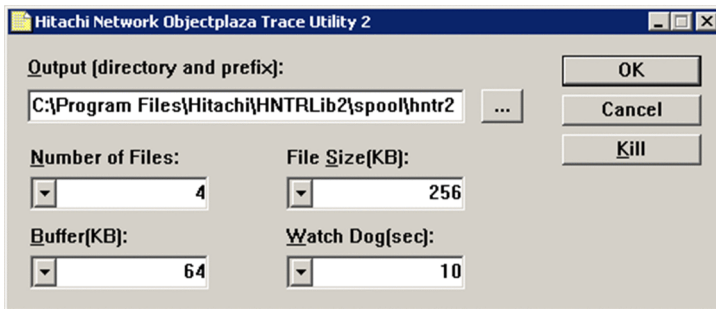 Hitachi Network Objectplaza Trace Utility 2
Output (directory and prefix):
C:\Program Files\Hitachi\HNTRLib2\spool\hntr2
...
OK
Cancel
Kill
Number of Files:
File Size(KB):
4
256
Buffer(KB):
Watch Dog(sec):
64
10